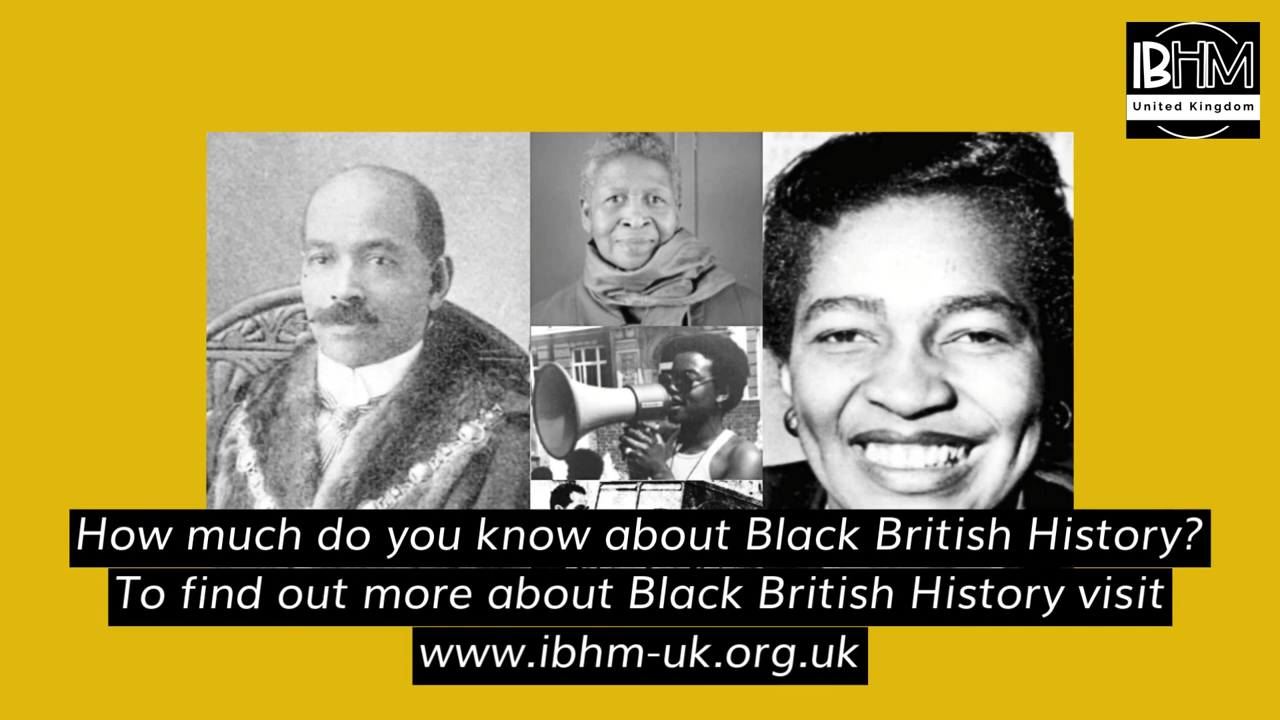 IBHM
United Kingdom
How much do you know about Black British History?
To find out more about Black British History visit
www.ibhm-uk.org.uk